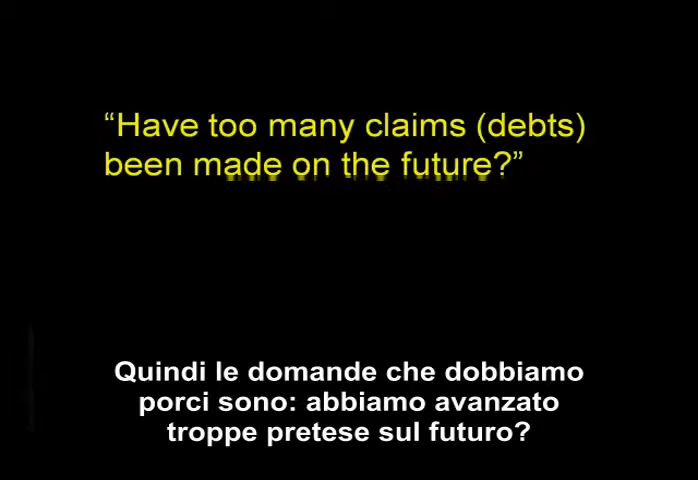 “Have too many claims (debts)
been made on the future?”
Quindi le domande che dobbiamo
porci sono: abbiamo avanzato
troppe pretese sul futuro?